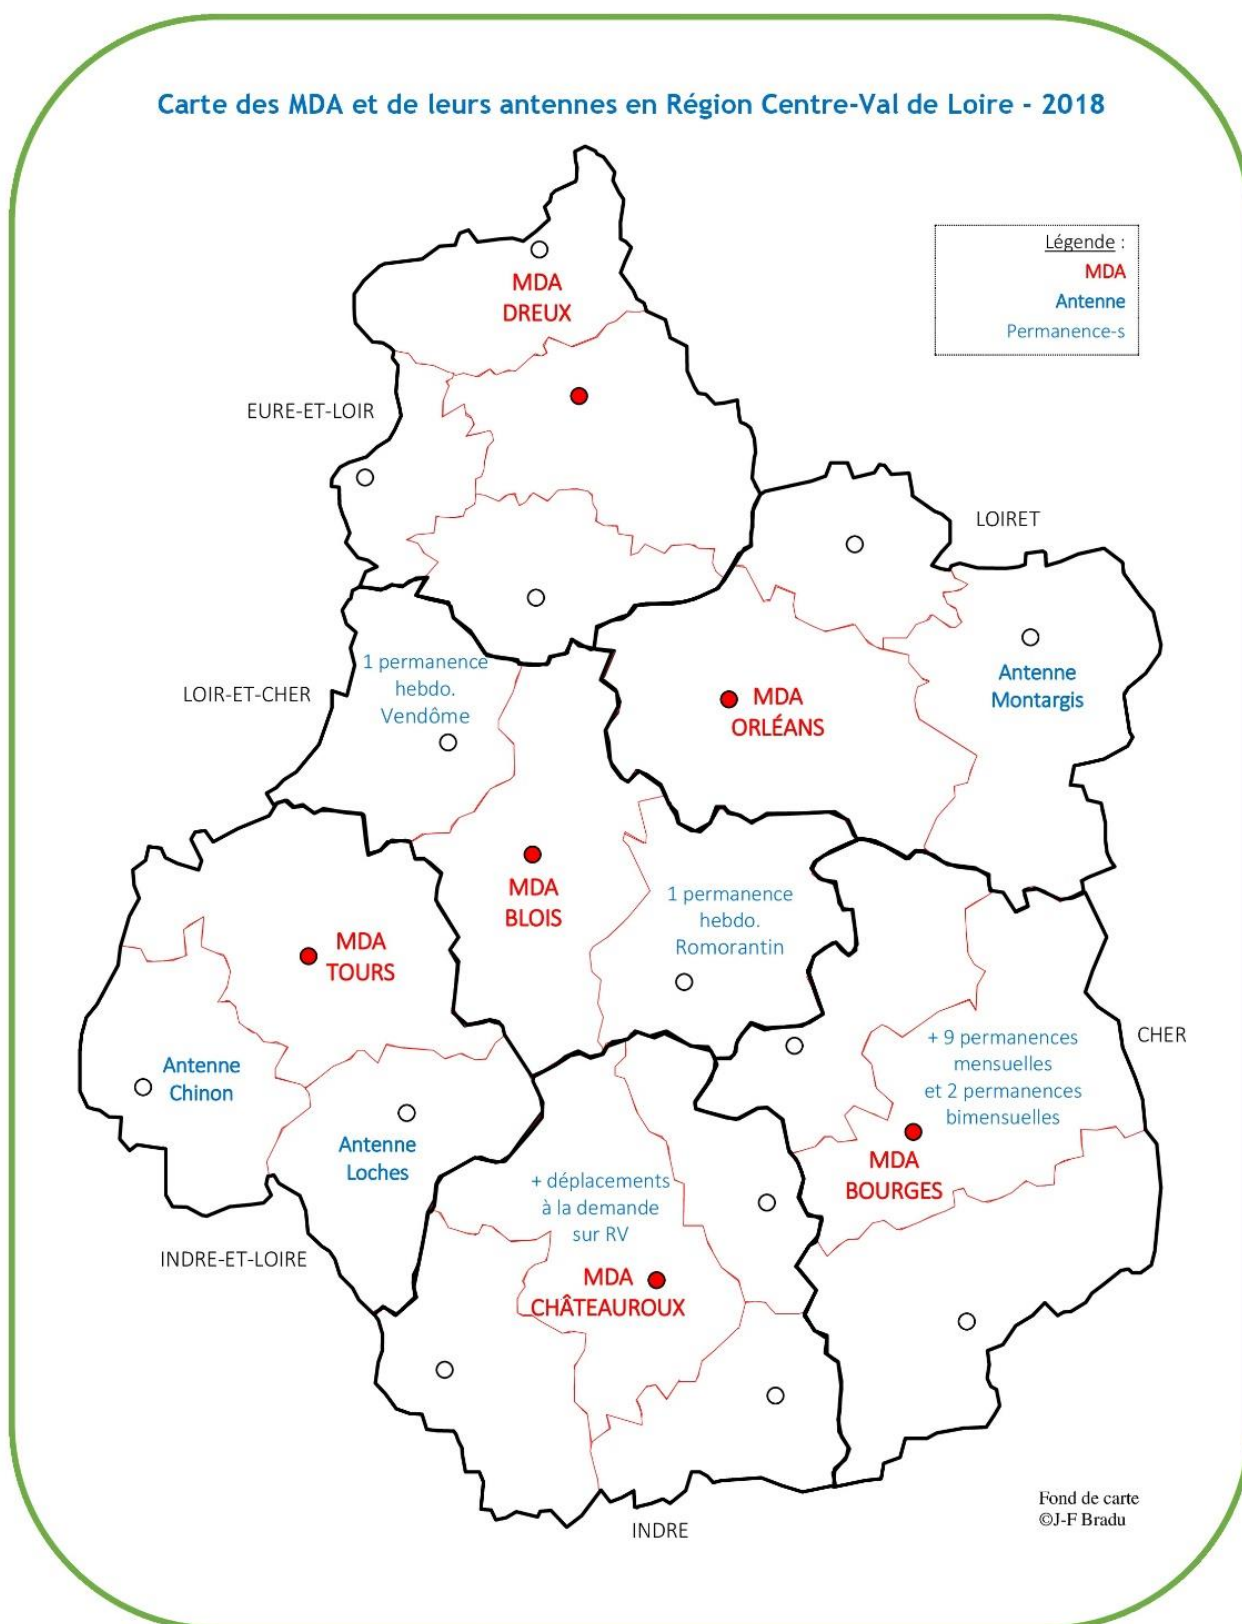 Carte des MDA et de leurs antennes en Région Centre-Val de Loire - 2018
Légende :
MDA
Antenne
Permanence-s
MDA
DREUX
EURE-ET-LOIR
LOIRET
1 permanence
hebdo.
Vendôme
LOIR-ET-CHER
MDA
ORLÉANS
Antenne
Montargis
MDA
BLOIS
1 permanence
hebdo.
Romorantin
MDA
TOURS
Antenne
Chinon
Antenne
Loches
INDRE-ET-LOIRE
+ 9 permanences
mensuelles
et 2 permanences
bimensuelles
CHER
MDA
BOURGES
+ déplacements
à la demande
sur RV
MDA
CHÂTEAUROUX
INDRE
Fond de carte
©J-F Bradu